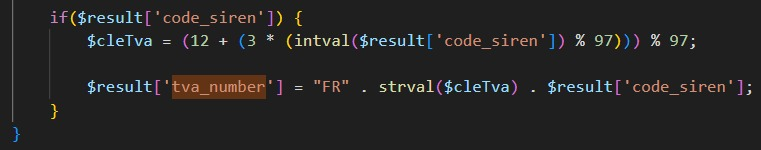 if($result['code_siren']) {
$cleTva = (12 + (3 * (intval($result['code_siren']) % 97))) % 97;
$result['tva_number'] = "FR" . strval($cleTva) . $result['code_siren'];
}
}